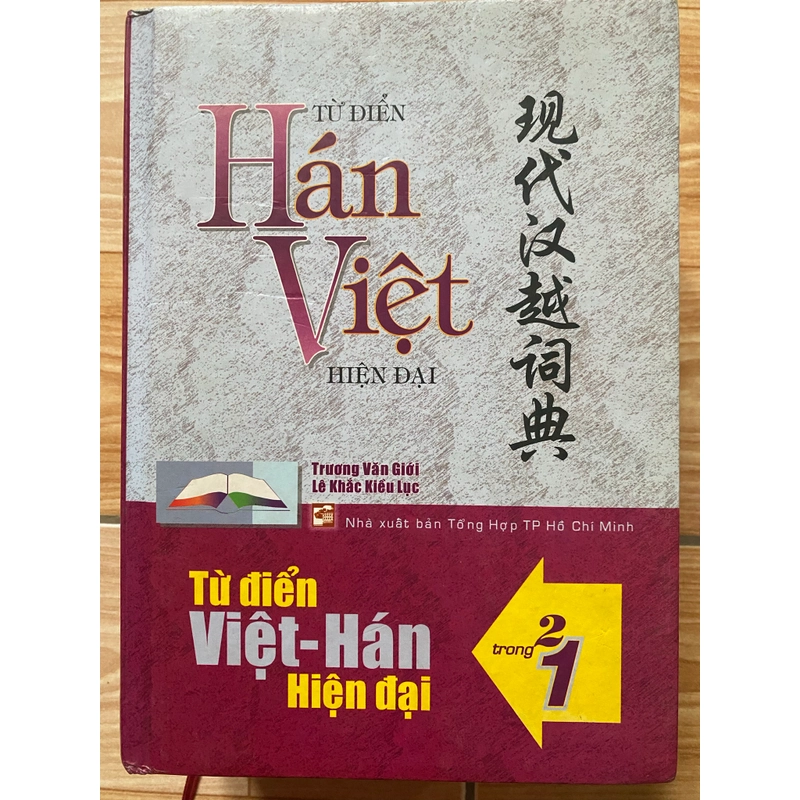 TỪ ĐIỂN
Hán
Việt
HIỆN ĐẠI
现代汉越词典
Trương Văn Giới
Lê Khắc Kiều Lục
Nhà xuất bản Tổng Hợp TP Hồ Chí Minh
Từ điển
Việt-Hán
Hiện đại
2
trong
1